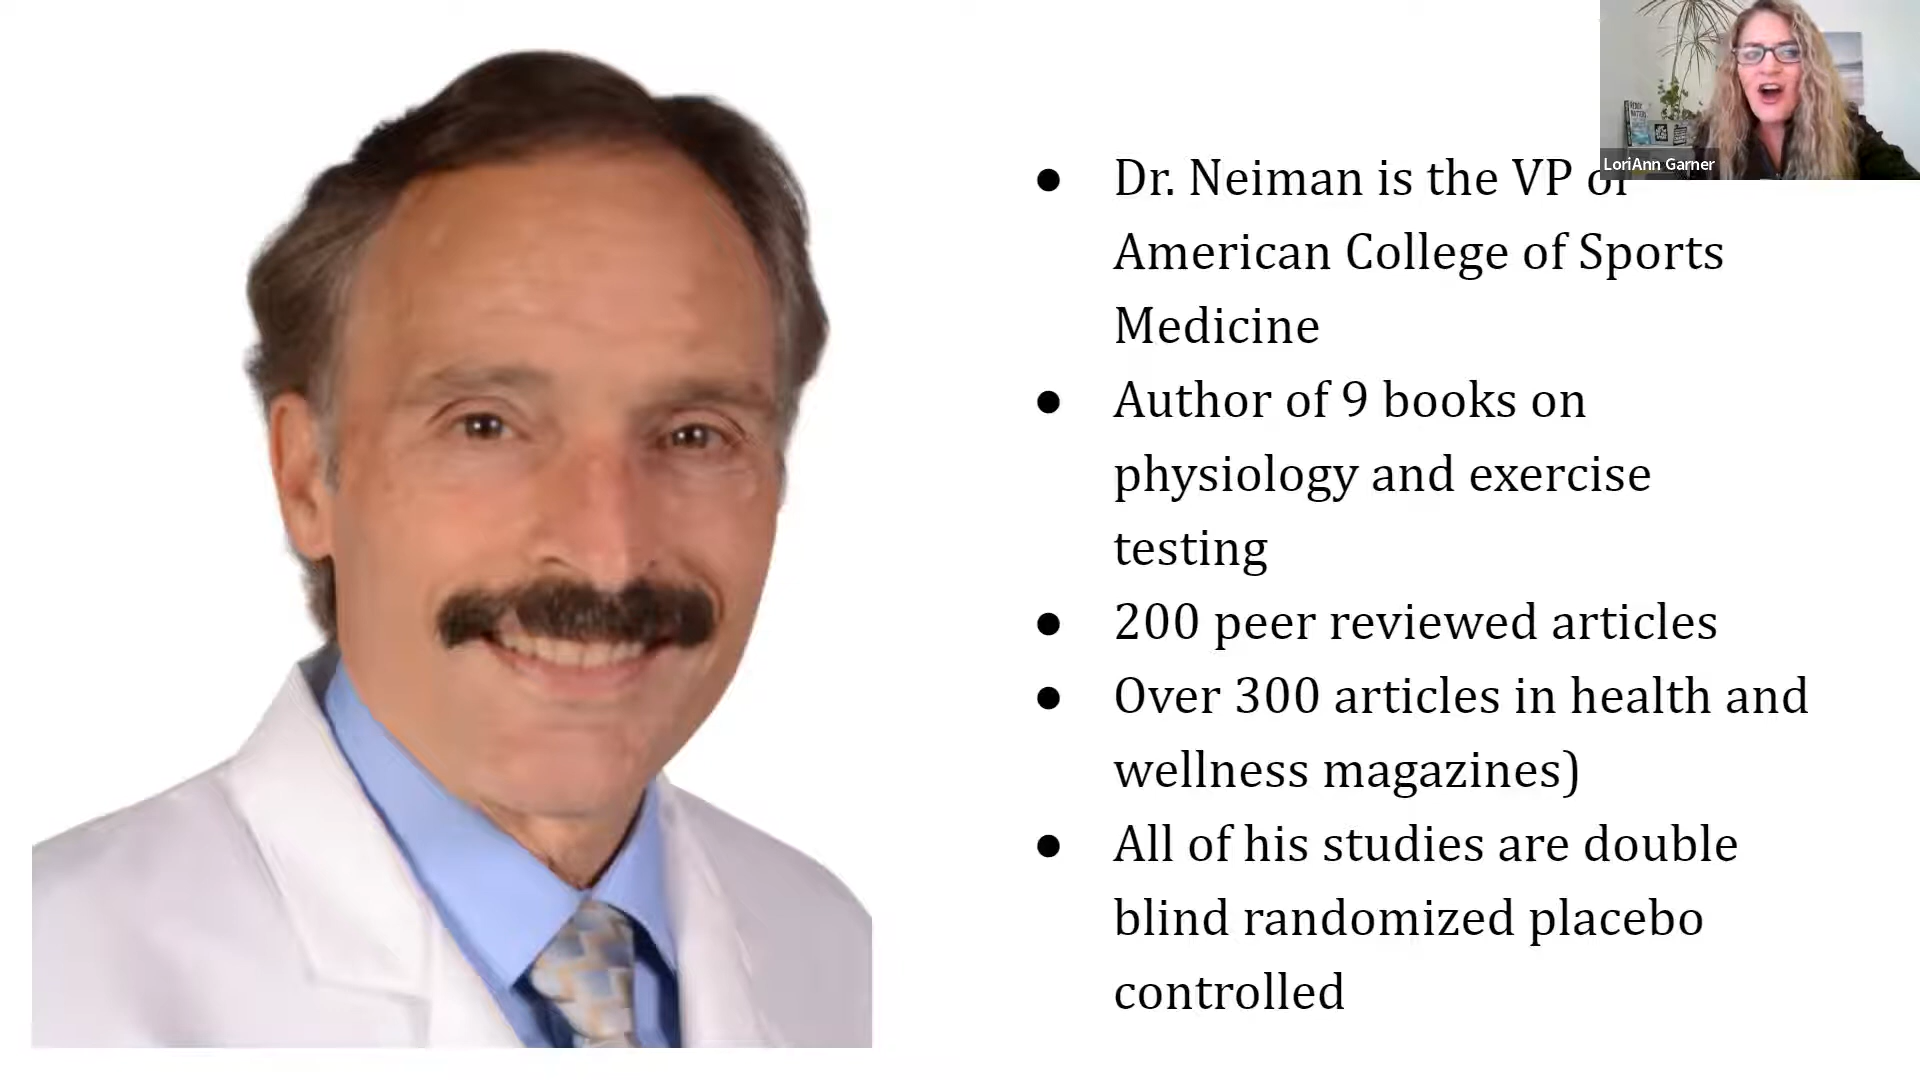 LoriAnn Garner
● Dr. Neiman is the VP of
American College of Sports
Medicine
● Author of 9 books on
physiology and exercise
testing
● 200 peer reviewed articles
● Over 300 articles in health and
wellness magazines)
● All of his studies are double
blind randomized placebo
controlled